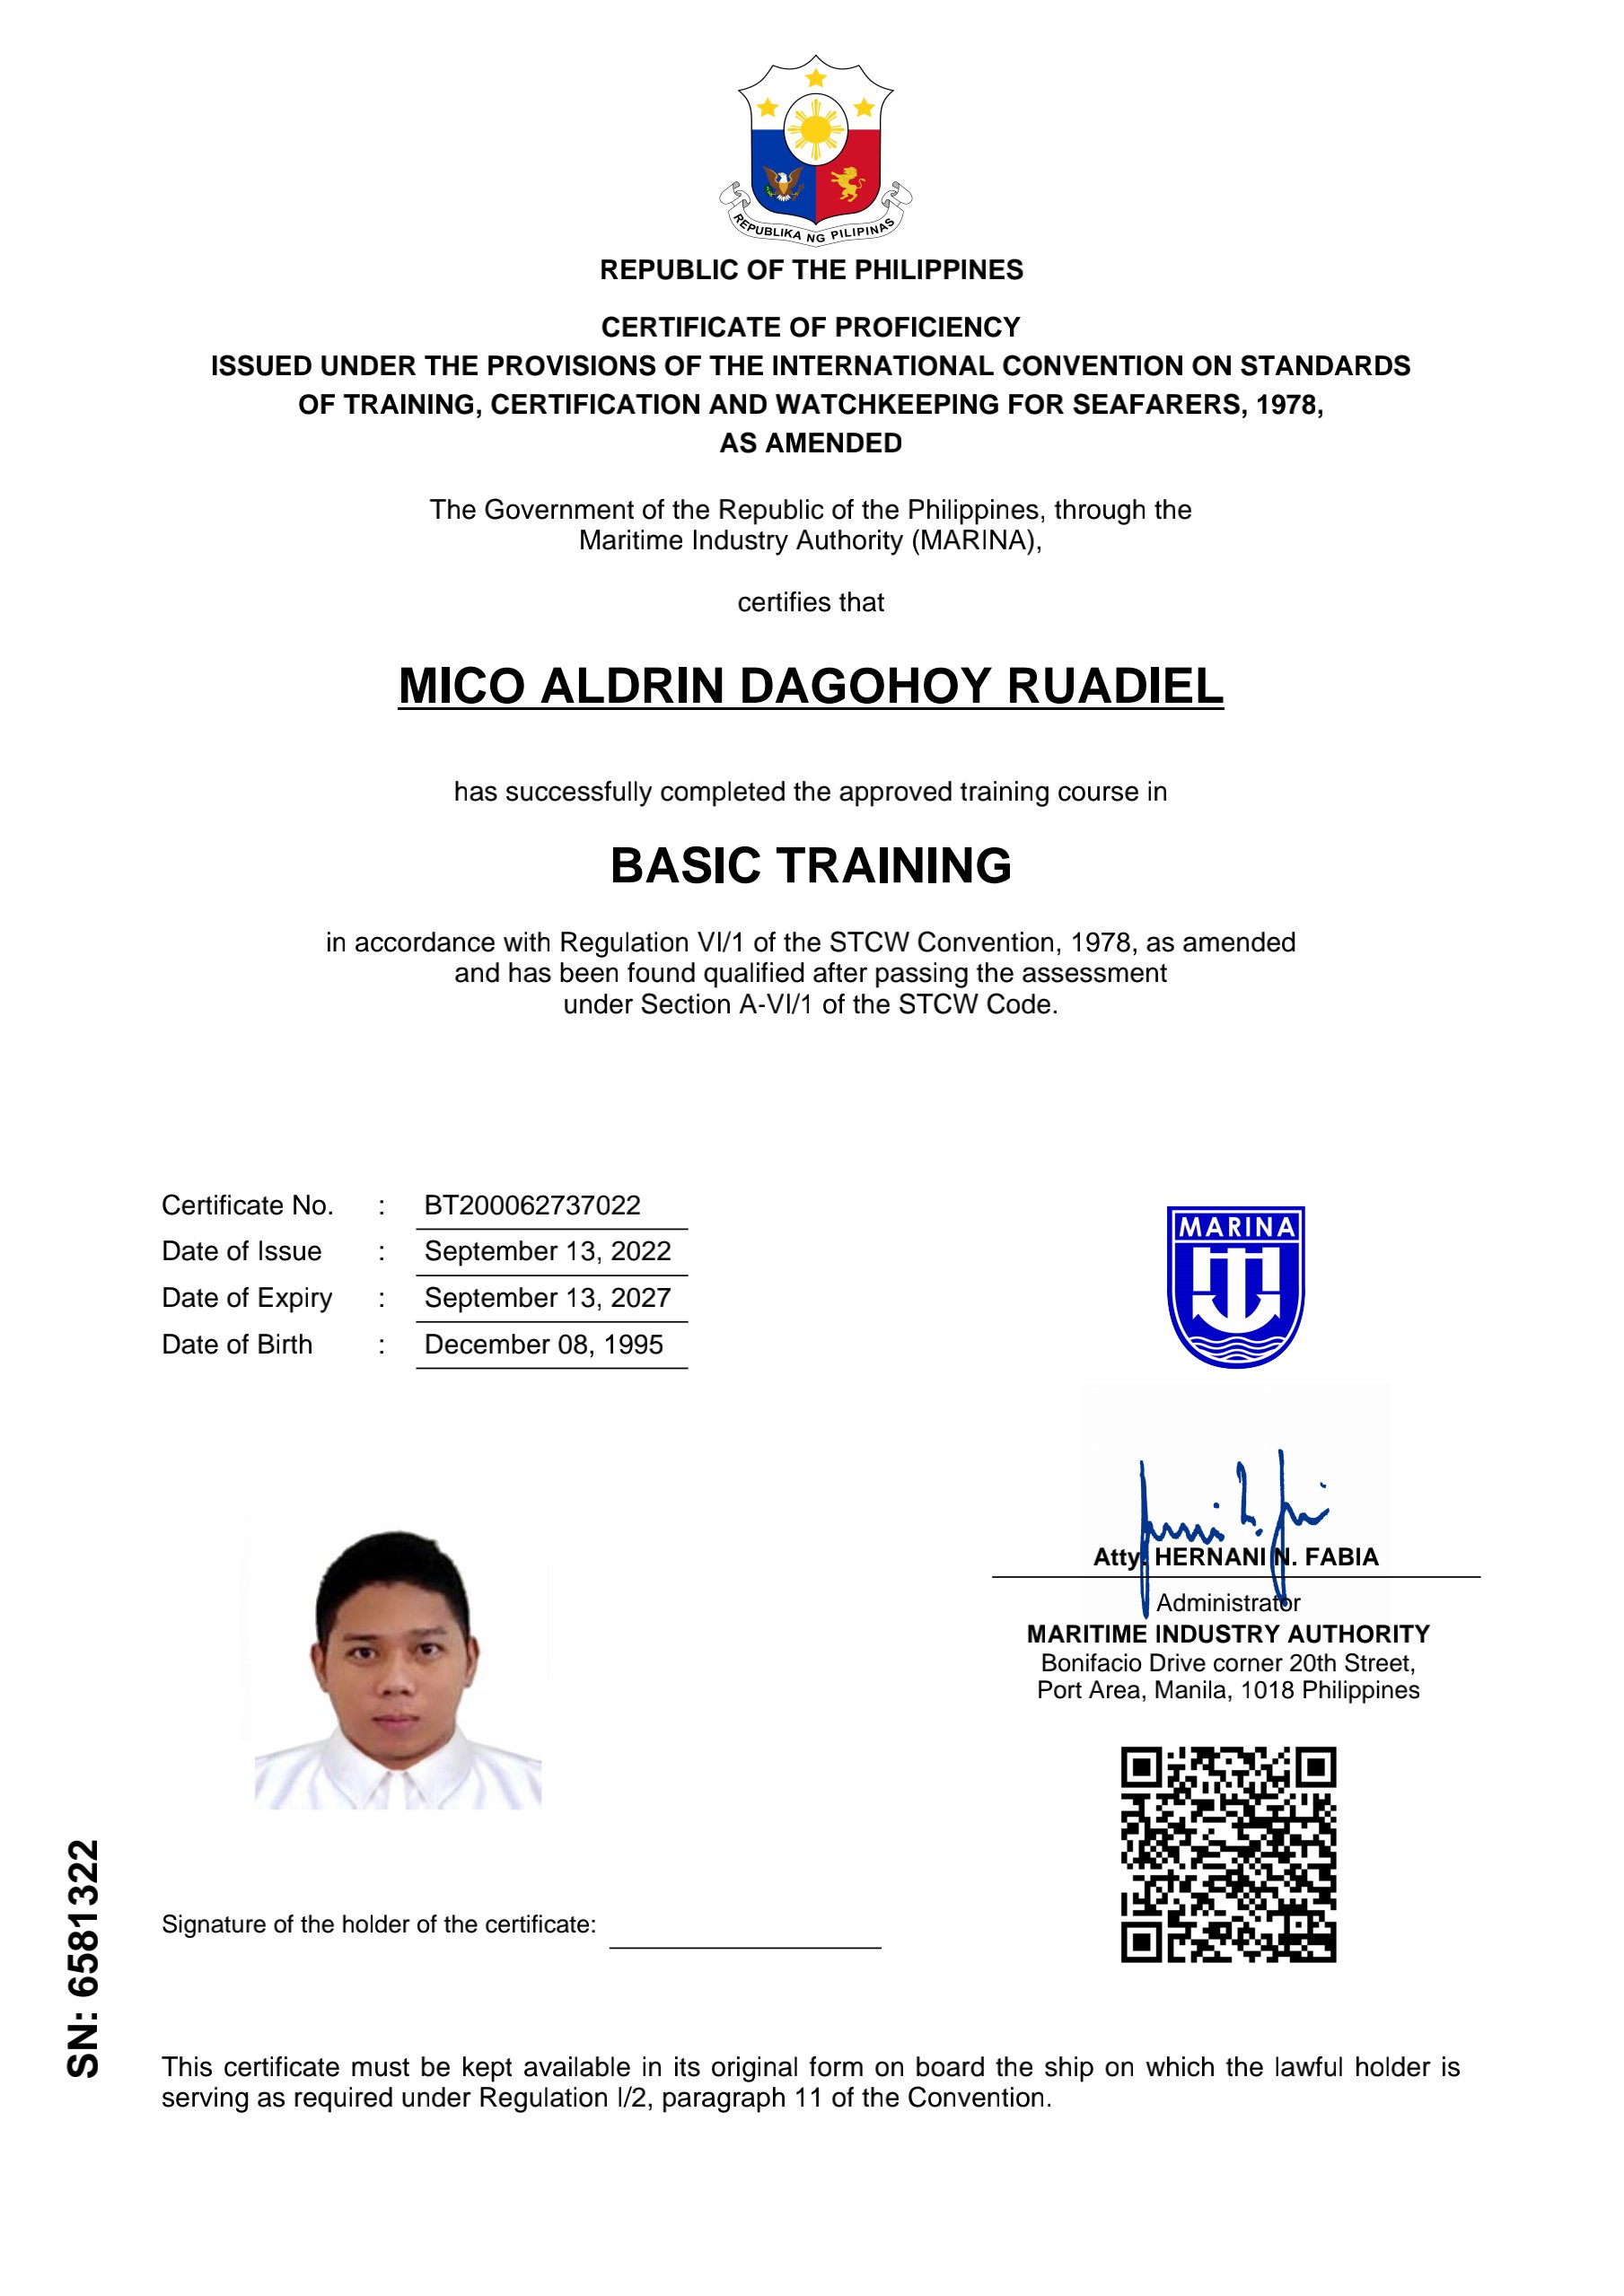 REPUBLIKA NG PILIPINAS
REPUBLIC OF THE PHILIPPINES
CERTIFICATE OF PROFICIENCY
ISSUED UNDER THE PROVISIONS OF THE INTERNATIONAL CONVENTION ON STANDARDS
OF TRAINING, CERTIFICATION AND WATCHKEEPING FOR SEAFARERS, 1978,
AS AMENDED
The Government of the Republic of the Philippines, through the
Maritime Industry Authority (MARINA),
certifies that
MICO ALDRIN DAGOHOY RUADIEL
has successfully completed the approved training course in
BASIC TRAINING
in accordance with Regulation VI/1 of the STCW Convention, 1978, as amended
and has been found qualified after passing the assessment
under Section A-VI/1 of the STCW Code.
Certificate No. : BT200062737022
Date of Issue : September 13, 2022
Date of Expiry : September 13, 2027
Date of Birth : December 08, 1995
MARINA
Atty. HERNANI N. FABIA
Administrator
MARITIME INDUSTRY AUTHORITY
Bonifacio Drive corner 20th Street,
Port Area, Manila, 1018 Philippines
Signature of the holder of the certificate:
SN: 6581322
This certificate must be kept available in its original form on board the ship on which the lawful holder is
serving as required under Regulation I/2, paragraph 11 of the Convention.